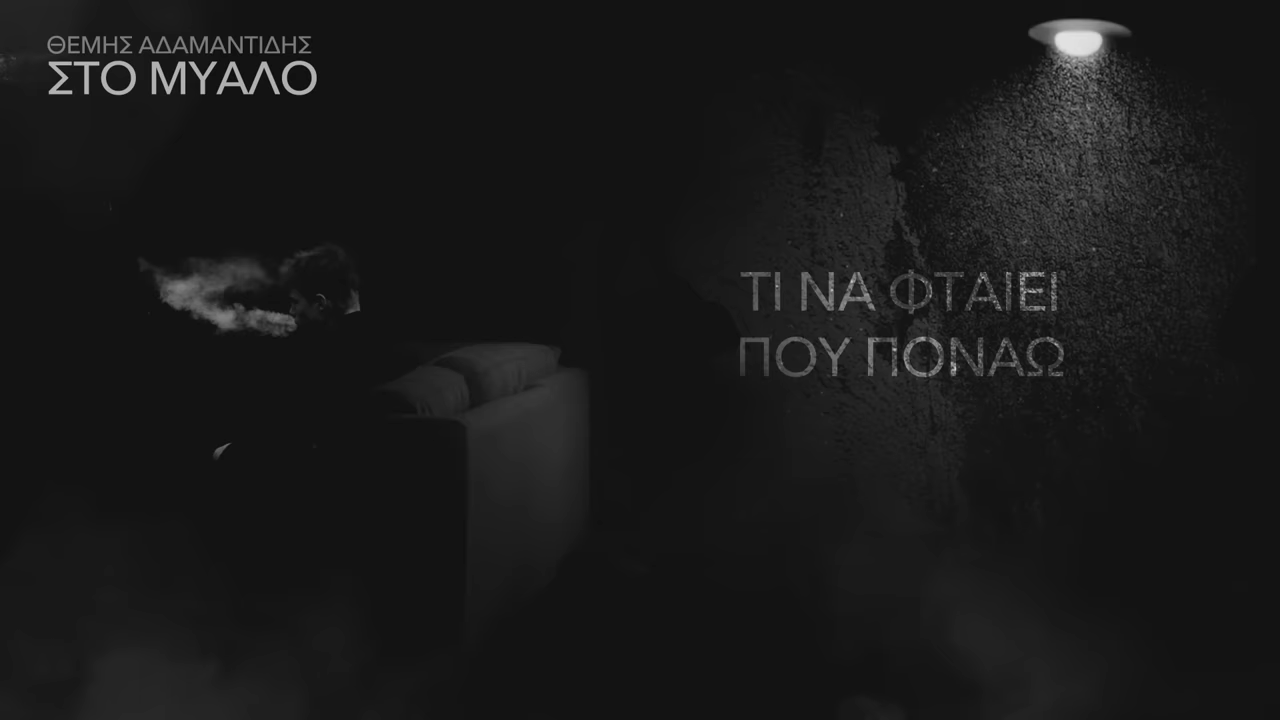 ΘΕΜΗΣ ΑΔΑΜΑΝΤΙΔΗΣ
ΣΤΟ ΜΥΑΛΟ
ΤΙ ΝΑ ΦΤΑΙΕΙ
ΠΟΥ ΠΟΝΑΩ